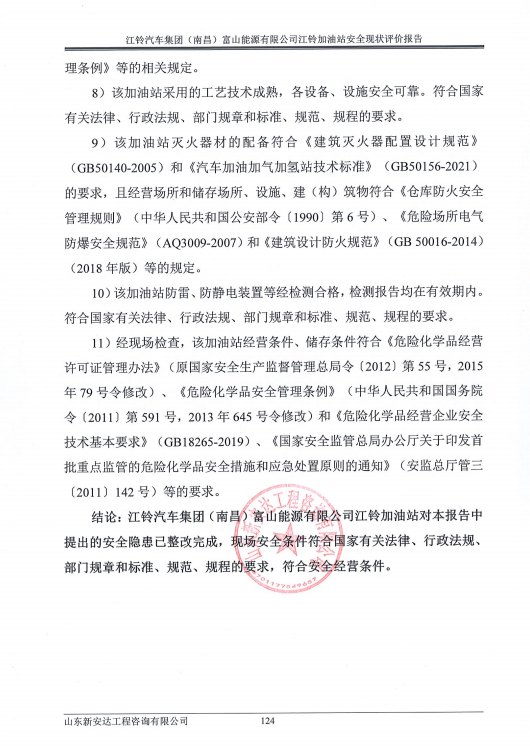 江铃汽车集团（南昌）富山能源有限公司江铃加油站安全现状评价报告
理条例》等的相关规定。
8）该加油站采用的工艺技术成熟，各设备、设施安全可靠。符合国家
有关法律、行政法规、部门规章和标准、规范、规程的要求。
9）该加油站灭火器材的配备符合《建筑灭火器配置设计规范》
（GB50140-2005）和《汽车加油加气加氢站技术标准》（GB50156-2021）
的要求，且经营场所和储存场所、设施、建（构）筑物符合《仓库防火安全
管理规则》（中华人民共和国公安部令〔1990〕第 6 号）、《危险场所电气
防爆安全规范》（AQ3009-2007）和《建筑设计防火规范》（GB 50016-2014）
（2018 年版）等的规定。
10）该加油站防雷、防静电装置等经检测合格，检测报告均在有效期内。
符合国家有关法律、行政法规、部门规章和标准、规范、规程的要求。
11）经现场检查，该加油站经营条件、储存条件符合《危险化学品经营
许可证管理办法》（原国家安全生产监督管理总局令〔2012〕第 55 号，2015
年 79 号令修改）、《危险化学品安全管理条例》（中华人民共和国国务院
令〔2011〕第 591 号，2013 年 645 号令修改）和《危险化学品经营企业安全
技术基本要求》（GB18265-2019）、《国家安全监管总局办公厅关于印发首
批重点监管的危险化学品安全措施和应急处置原则的通知》（安监总厅管三
〔2011〕142 号）等的要求。
结论：江铃汽车集团（南昌）富山能源有限公司江铃加油站对本报告中
提出的安全隐患已整改完成，现场安全条件符合国家有关法律、行政法规、
部门规章和标准、规范、规程的要求，符合安全经营条件。
山东新安达工程咨询有限公司
山东新安达工程咨询有限公司 124